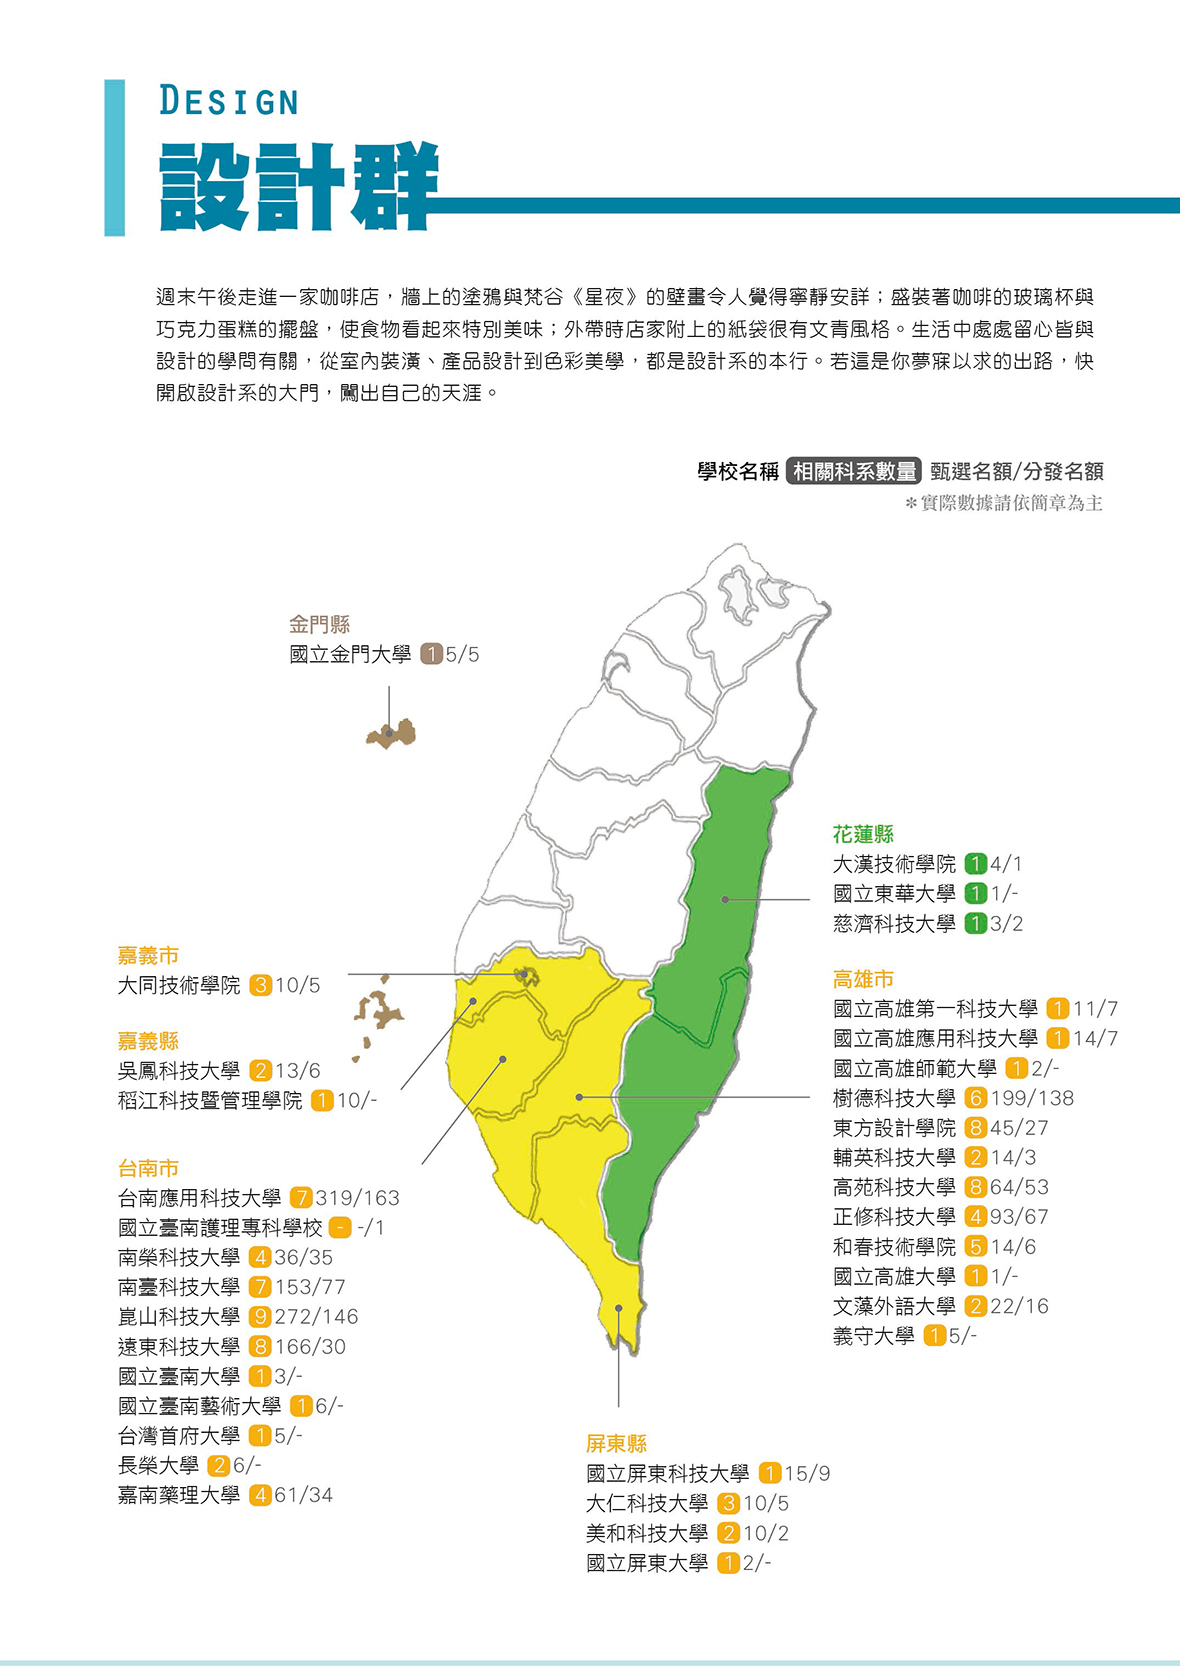 DESIGN
設計群
週末午後走進一家咖啡店，牆上的塗鴉與梵谷《星夜》的壁畫令人覺得寧靜安詳；盛裝著咖啡的玻璃杯與
巧克力蛋糕的擺盤，使食物看起來特別美味；外帶時店家附上的紙袋很有文青風格。生活中處處留心皆與
設計的學問有關，從室內裝潢、產品設計到色彩美學，都是設計系的本行。若這是你夢寐以求的出路，快
開啟設計系的大門，闖出自己的天涯。
學校名稱 相關科系數量 甄選名額/分發名額
＊實際數據請依簡章為主
金門縣
國立金門大學 1 5/5
花蓮縣
大漢技術學院 1 4/1
國立東華大學 1 1/-
慈濟科技大學 1 3/2
嘉義市
大同技術學院 3 10/5
嘉義縣
吳鳳科技大學 2 13/6
稻江科技暨管理學院 1 10/-
台南市
台南應用科技大學 7 319/163
國立臺南護理專科學校 - -/1
南榮科技大學 4 36/35
南臺科技大學 7 153/77
崑山科技大學 9 272/146
遠東科技大學 8 166/30
國立臺南大學 1 3/-
國立臺南藝術大學 1 6/-
台灣首府大學 1 5/-
長榮大學 2 6/-
嘉南藥理大學 4 61/34
高雄市
國立高雄第一科技大學 1 11/7
國立高雄應用科技大學 1 14/7
國立高雄師範大學 1 2/-
樹德科技大學 6 199/138
東方設計學院 8 45/27
輔英科技大學 2 14/3
高苑科技大學 8 64/53
正修科技大學 4 93/67
和春技術學院 5 14/6
國立高雄大學 1 1/-
文藻外語大學 2 22/16
義守大學 1 5/-
屏東縣
國立屏東科技大學 1 15/9
大仁科技大學 3 10/5
美和科技大學 2 10/2
國立屏東大學 1 2/-